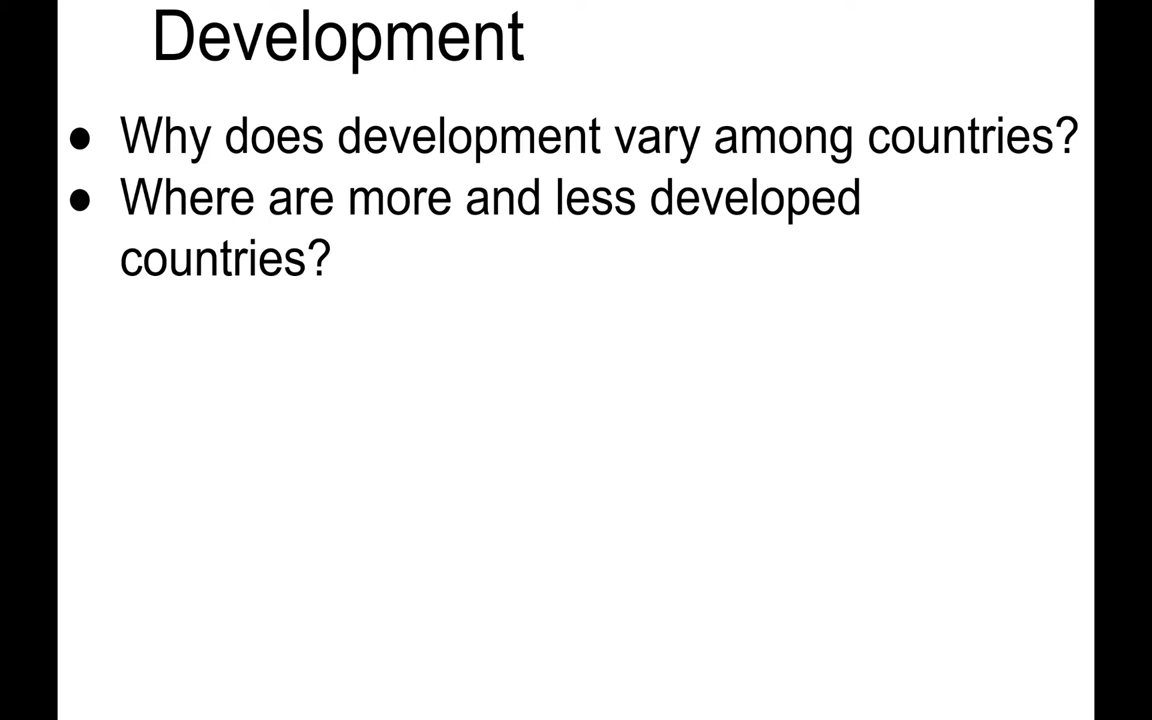 Development
● Why does development vary among countries?
● Where are more and less developed
countries?